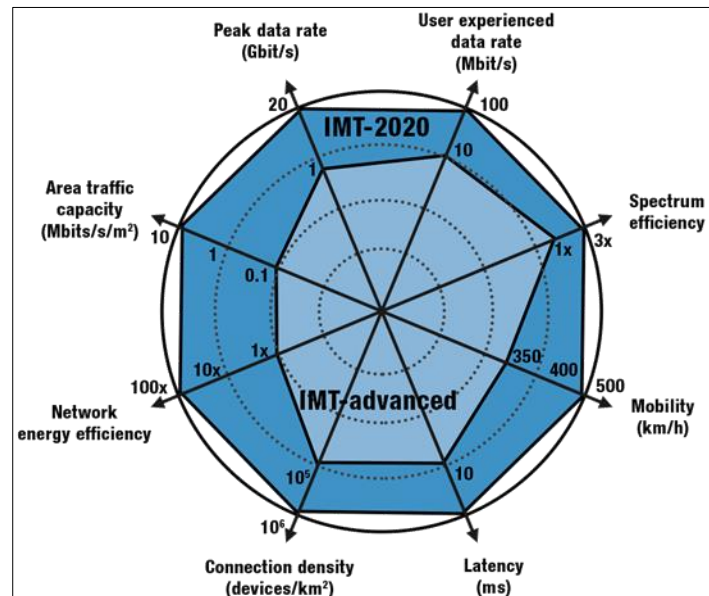 Peak data rate
(Gbit/s)
User experienced
data rate
(Mbit/s)
20
100
IMT-2020
1
10
Area traffic
capacity
(Mbits/s/m²)
Spectrum
efficiency
10
1
0.1
1x
3x
1x
10x
100x
350
400
500
Network
energy efficiency
Mobility
(km/h)
IMT-advanced
10⁵
10
10⁶
Connection density
(devices/km²)
Latency
(ms)